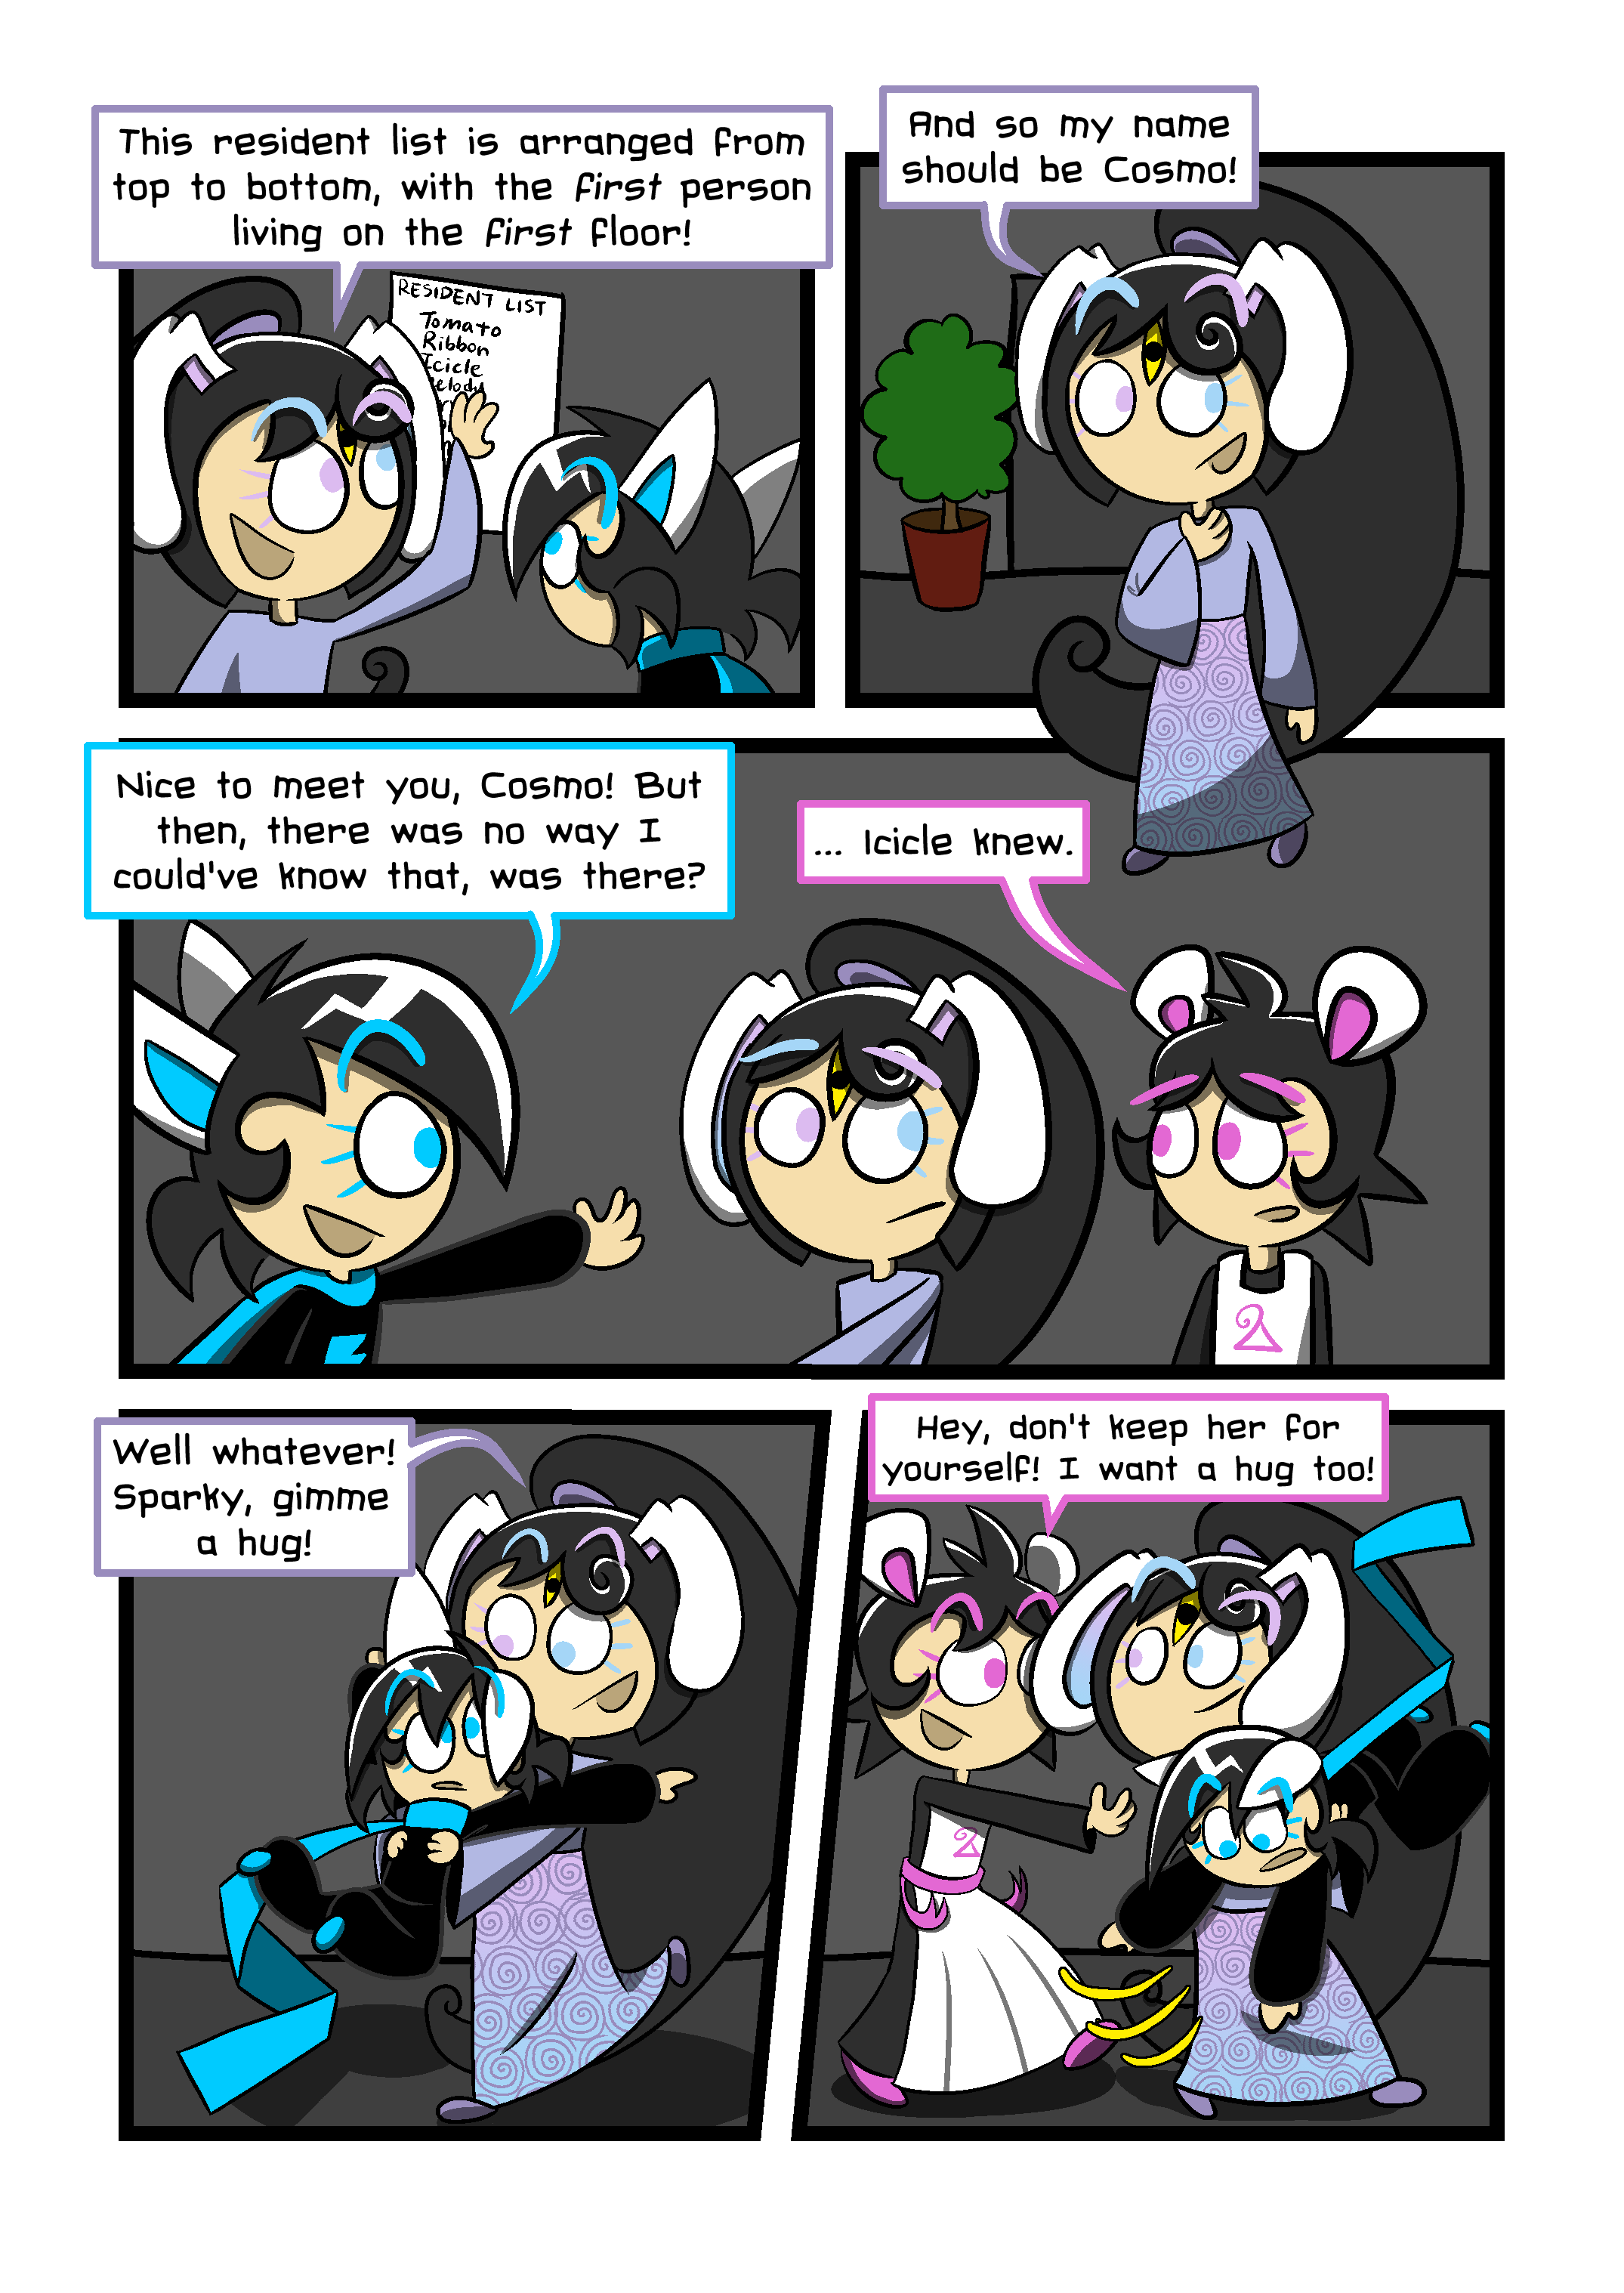 This resident list is arranged from
top to bottom, with the first person
living on the first floor!
RESIDENT LIST
Tomato
Ribbon
Icicle
And so my name
should be Cosmo!
Nice to meet you, Cosmo! But
then, there was no way I
could've know that, was there?
... Icicle knew.
Well whatever!
Sparky, gimme
a hug!
Hey, don't keep her for
yourself! I want a hug too!